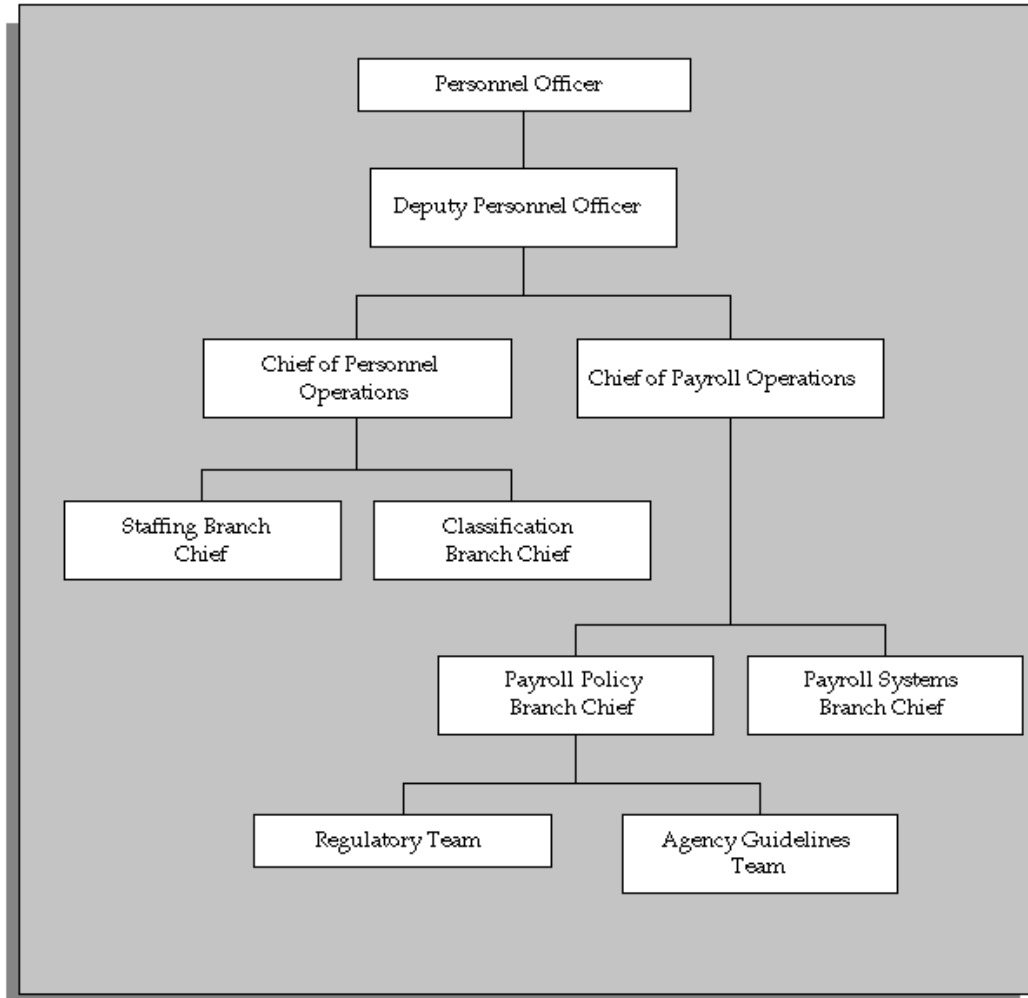 Personnel Officer
Deputy Personnel Officer
Chief of Personnel
Operations
Chief of Payroll Operations
Staffing Branch
Chief
Classification
Branch Chief
Payroll Policy
Branch Chief
Payroll Systems
Branch Chief
Regulatory Team
Agency Guidelines
Team